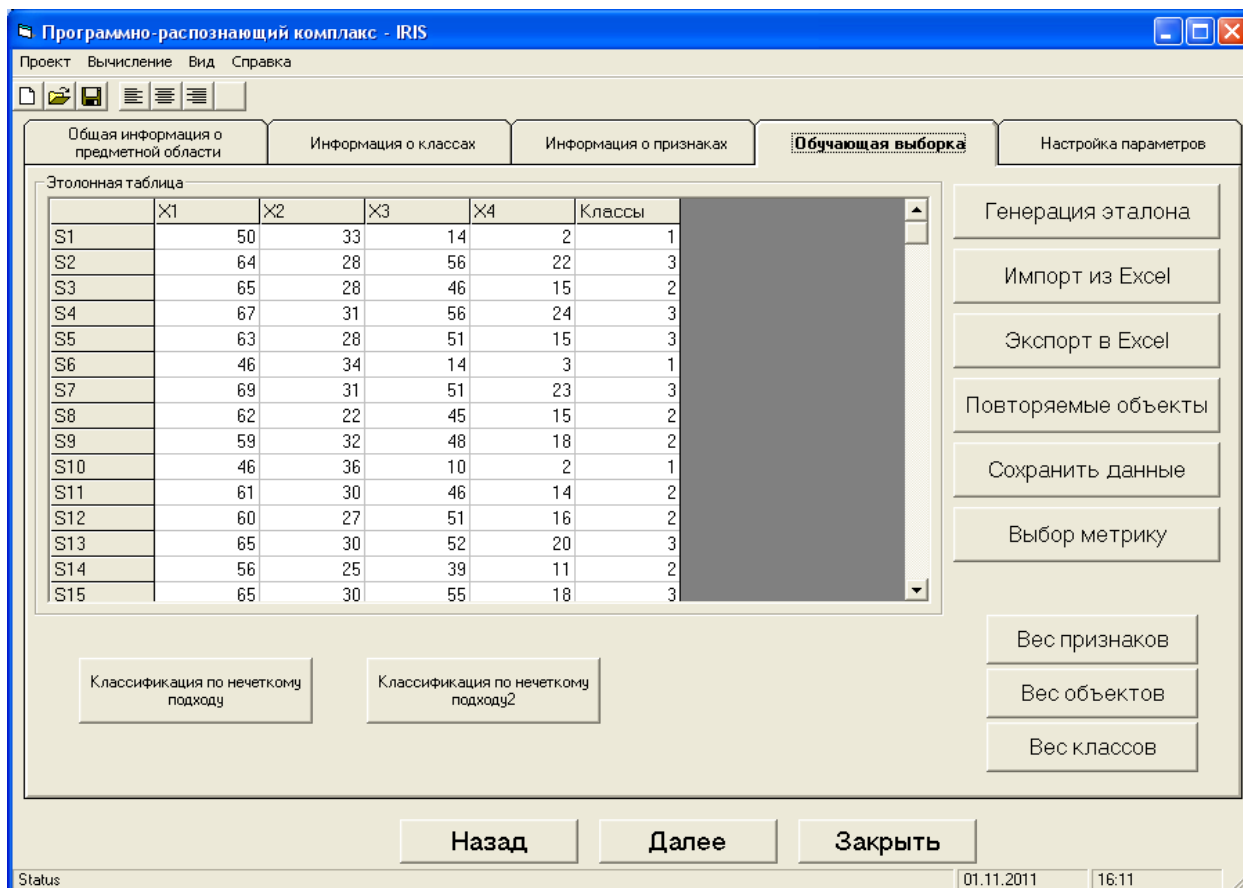 Программно-распознающий комплекс - IRIS
Проект Вычисление Вид Справка
Общая информация о
предметной области
Информация о классах
Информация о признаках
Обучающая выборка
Настройка параметров
Этолонная таблица
X1 X2 X3 X4 Классы
S1 50 33 14 2 1
S2 64 28 56 22 3
S3 65 28 46 15 2
S4 67 31 56 24 3
S5 63 28 51 15 3
S6 46 34 14 3 1
S7 69 31 51 23 3
S8 62 22 45 15 2
S9 59 32 48 18 2
S10 46 36 10 2 1
S11 61 30 46 14 2
S12 60 27 51 16 2
S13 65 30 52 20 3
S14 56 25 39 11 2
S15 65 30 55 18 3
Генерация эталона
Импорт из Excel
Экспорт в Excel
Повторяемые объекты
Сохранить данные
Выбор метрику
Вес признаков
Вес объектов
Вес классов
Классификация по нечеткому
подходу
Классификация по нечеткому
подходу2
Назад
Далее
Закрыть
Status
01.11.2011
16:11